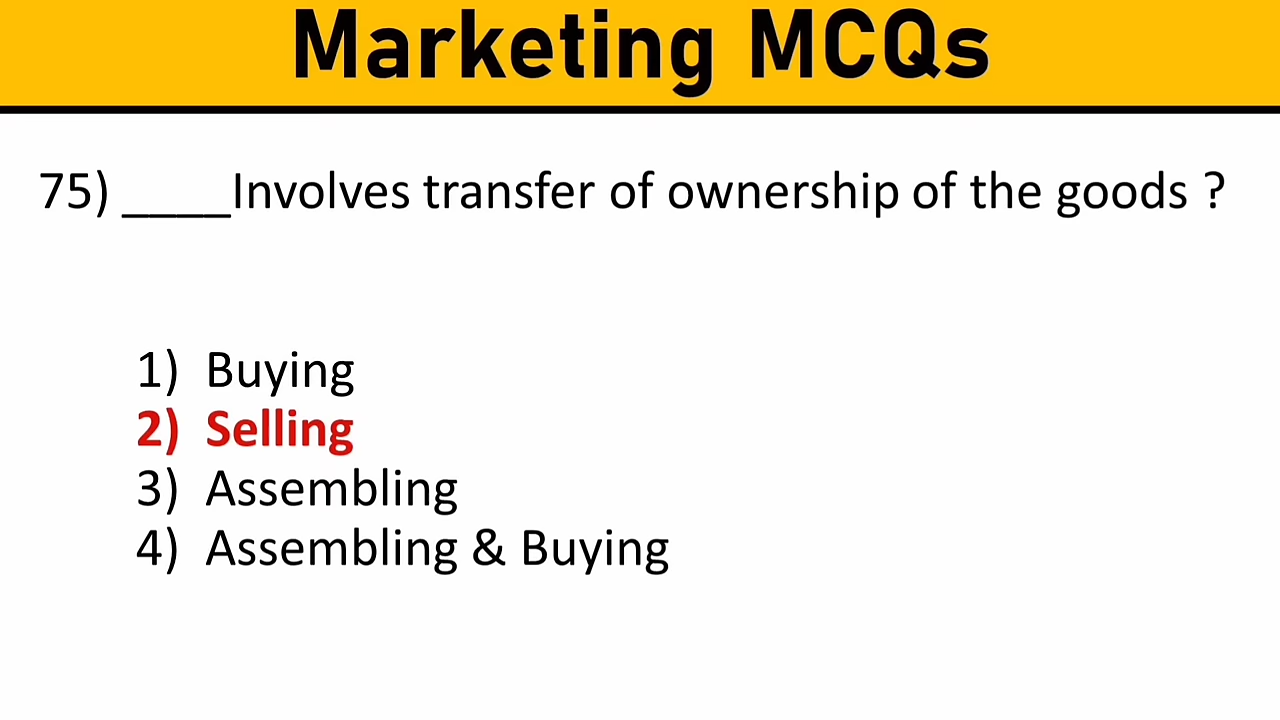 Marketing MCQs
75) ____Involves transfer of ownership of the goods ?
1) Buying
2) Selling
3) Assembling
4) Assembling & Buying